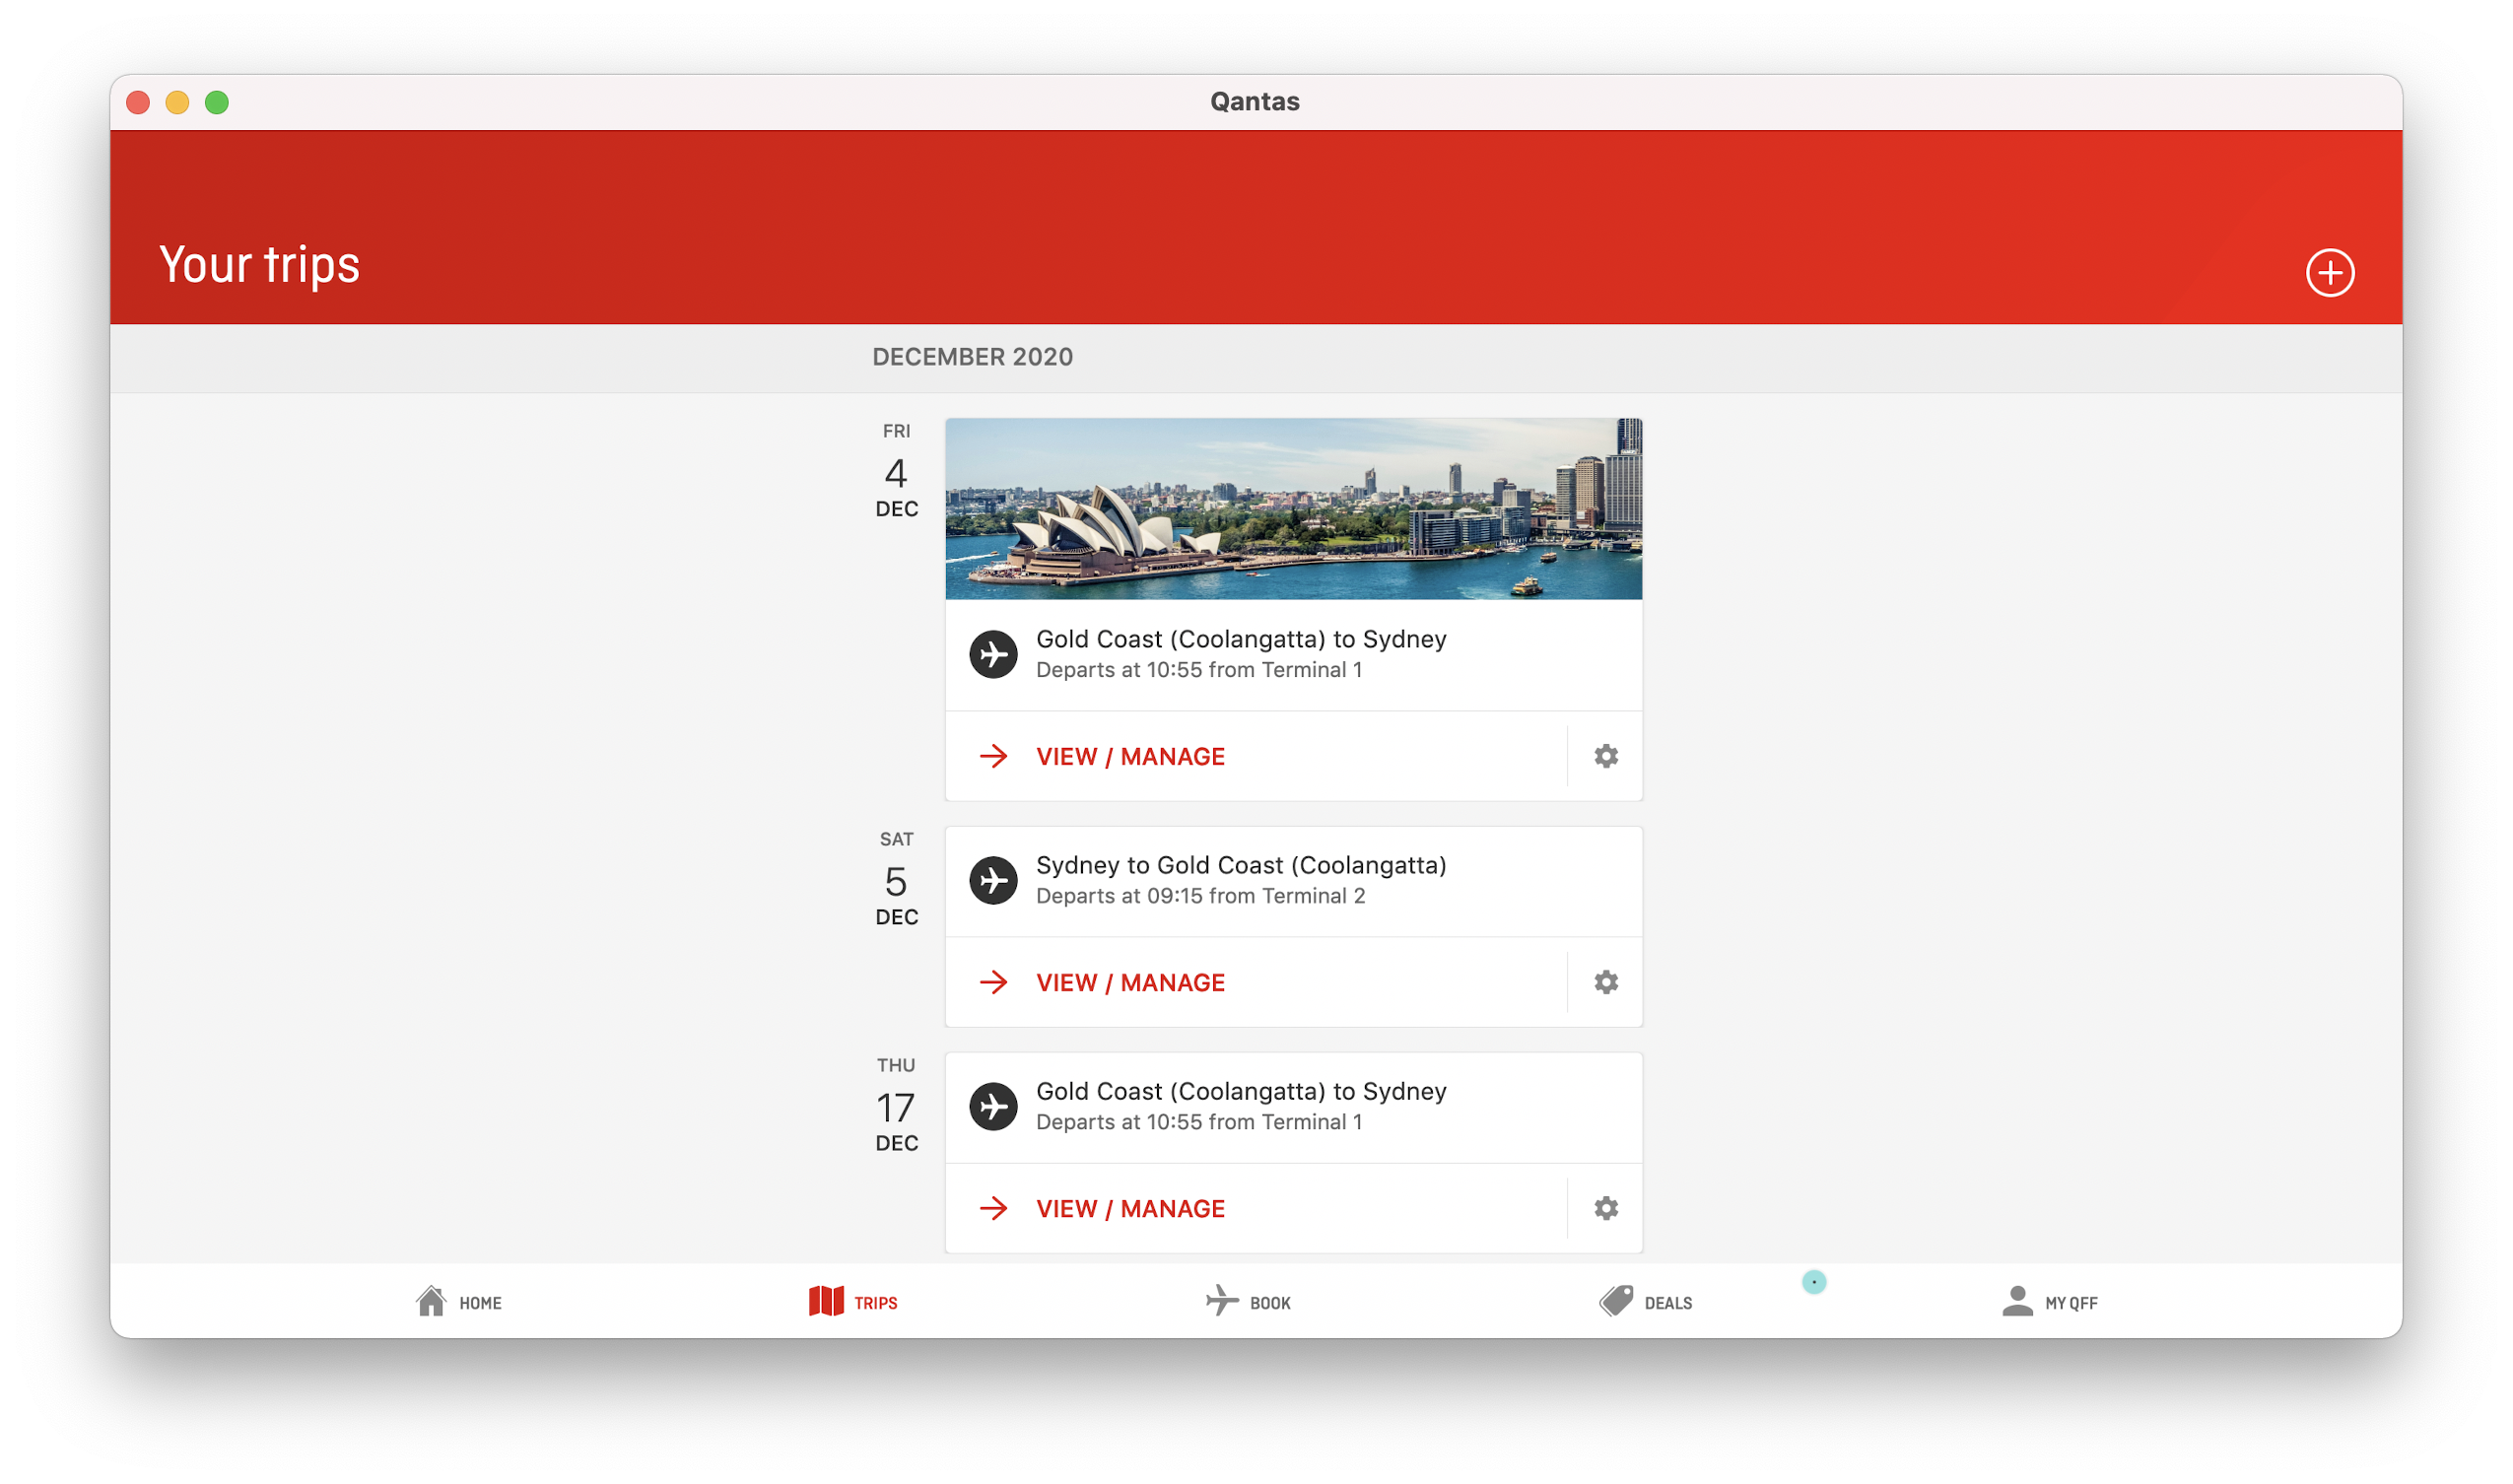 Qantas
Your trips
DECEMBER 2020
FRI
4
DEC
Gold Coast (Coolangatta) to Sydney
Departs at 10:55 from Terminal 1
VIEW / MANAGE
SAT
5
DEC
Sydney to Gold Coast (Coolangatta)
Departs at 09:15 from Terminal 2
VIEW / MANAGE
THU
17
DEC
Gold Coast (Coolangatta) to Sydney
Departs at 10:55 from Terminal 1
VIEW / MANAGE
HOME TRIPS BOOK DEALS MY QFF